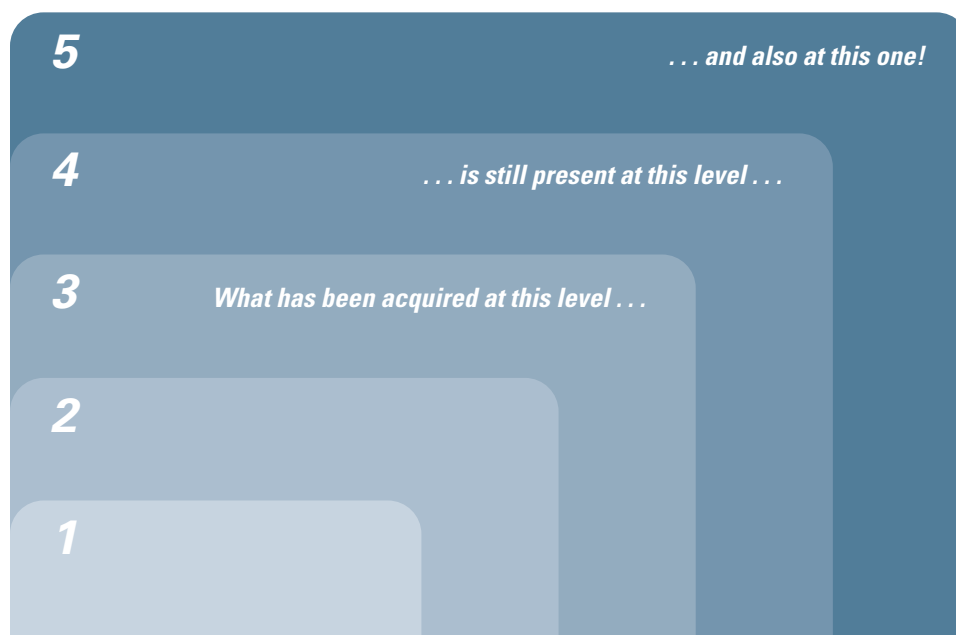 5 . . . and also at this one!
4 . . . is still present at this level . . .
3 What has been acquired at this level . . .
2
1